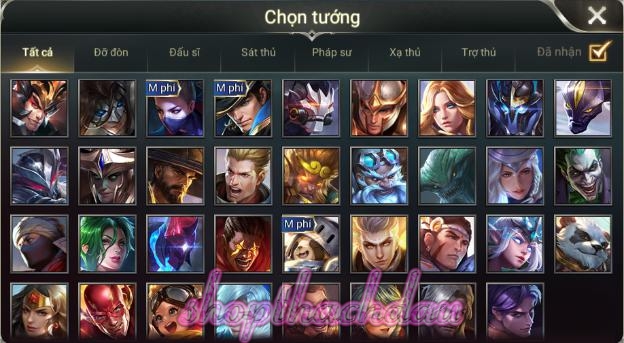 Chọn tướng
Tất cả Đỡ đòn Đấu sĩ Sát thủ Pháp sư Xạ thủ Trợ thủ Đã nhận
M phí M phí
M phí
shopthachdau